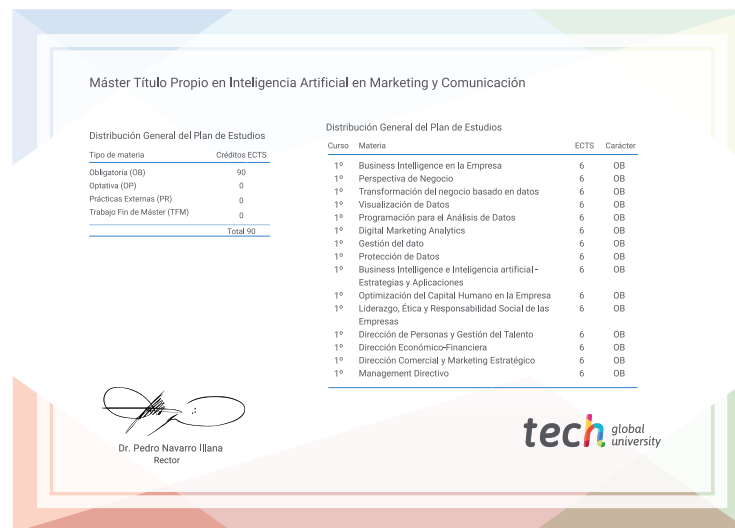 Máster Título Propio en Inteligencia Artificial en Marketing y Comunicación
Distribución General del Plan de Estudios
Tipo de materia Créditos ECTS
Obligatoria (OB) 90
Optativa (OP) 0
Prácticas Externas (PR) 0
Trabajo Fin de Máster (TFM) 0
Total 90
Distribución General del Plan de Estudios
Curso Materia ECTS Carácter
1º Business Intelligence en la Empresa 6 OB
1º Perspectiva de Negocio 6 OB
1º Transformación del negocio basado en datos 6 OB
1º Visualización de Datos 6 OB
1º Programación para el Análisis de Datos 6 OB
1º Digital Marketing Analytics 6 OB
1º Gestión del dato 6 OB
1º Protección de Datos 6 OB
1º Business Intelligence e Inteligencia artificial- 6 OB
Estrategias y Aplicaciones
1º Optimización del Capital Humano en la Empresa 6 OB
1º Liderazgo, Ética y Responsabilidad Social de las 6 OB
Empresas
1º Dirección de Personas y Gestión del Talento 6 OB
1º Dirección Económico-Financiera 6 OB
1º Dirección Comercial y Marketing Estratégico 6 OB
1º Management Directivo 6 OB
Dr. Pedro Navarro Illana
Rector
tech global
university